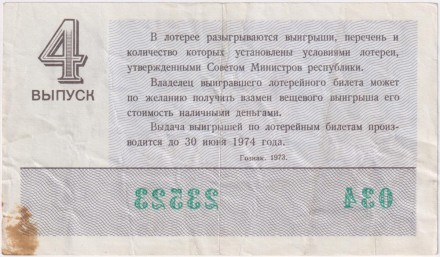 4
ВЫПУСК
В лотерее разыгрываются выигрыши, перечень и
количество которых установлены условиями лотереи,
утвержденными Советом Министров республики.
Владелец выигравшего лотерейного билета может
по желанию получить взамен вещевого выигрыша его
стоимость наличными деньгами.
Выдача выигрышей по лотерейным билетам произ-
водится до 30 июня 1974 года.
Гознак. 1973.
23523 034